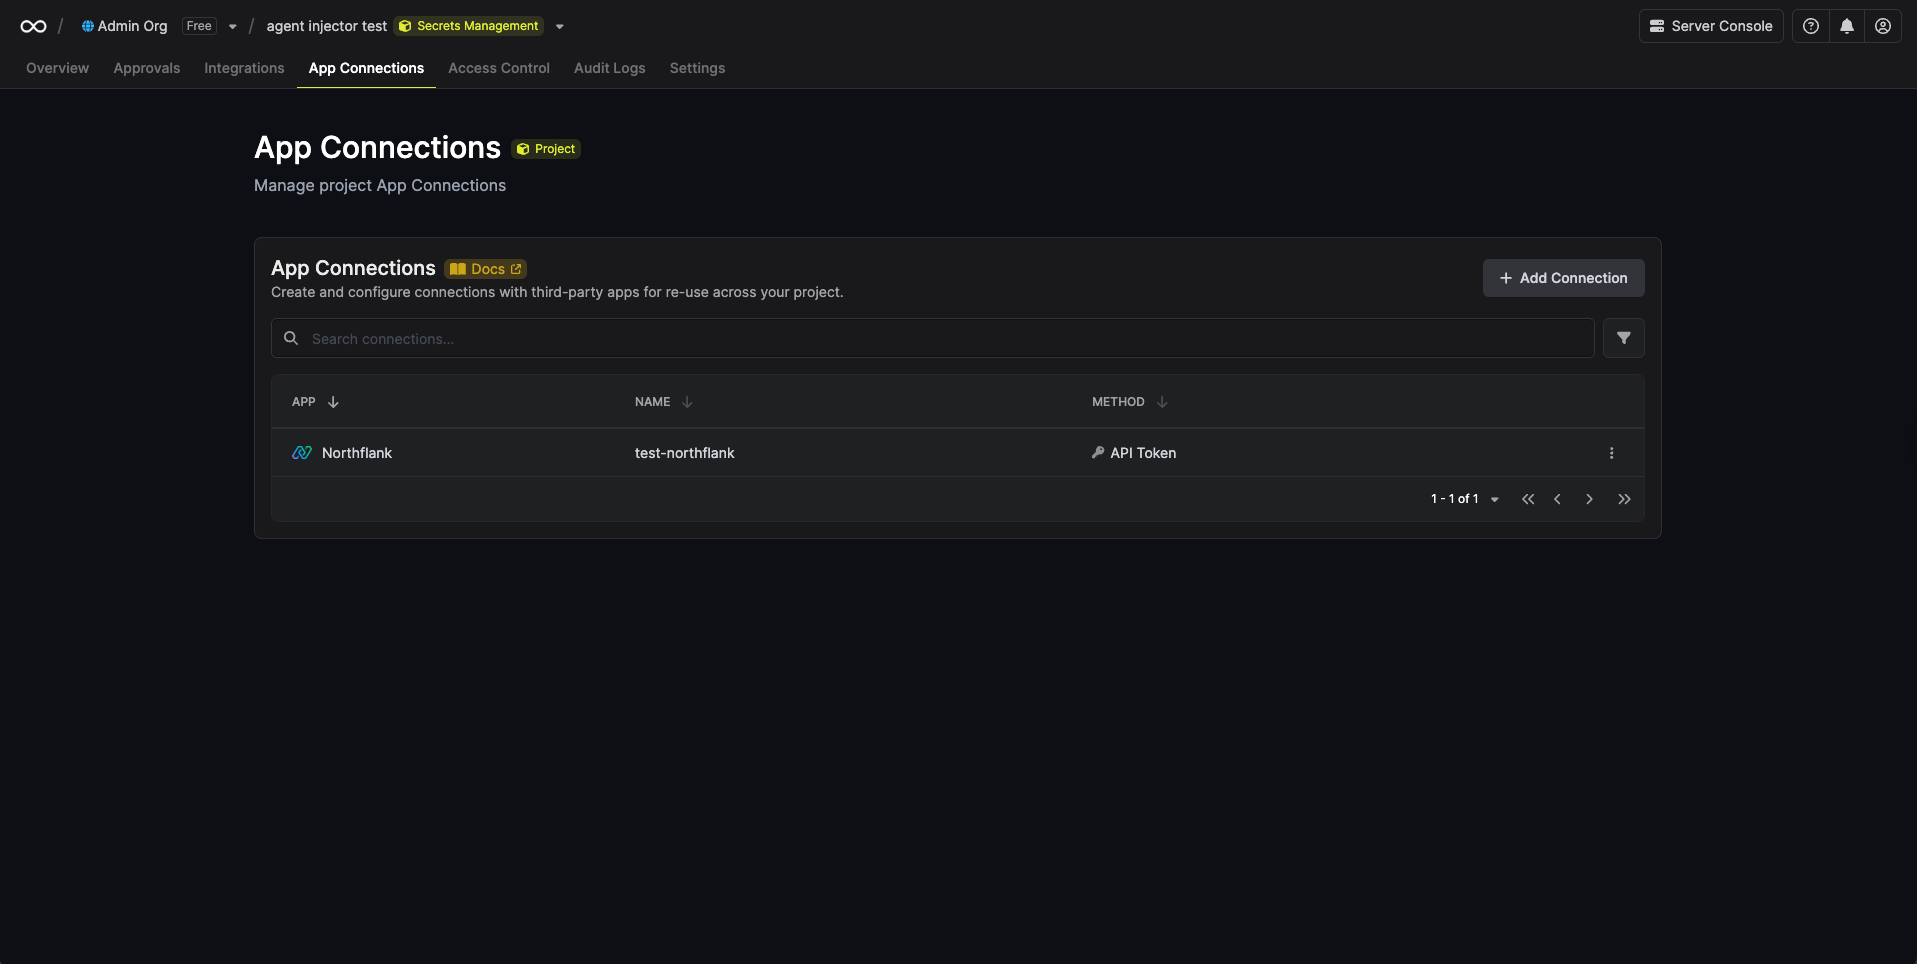 / Admin Org Free / agent injector test Secrets Management Server Console
Overview Approvals Integrations App Connections Access Control Audit Logs Settings
App Connections Project
Manage project App Connections
App Connections Docs
Create and configure connections with third-party apps for re-use across your project.
+ Add Connection
Search connections...
APP NAME METHOD
Northflank test-northflank API Token
1 - 1 of 1